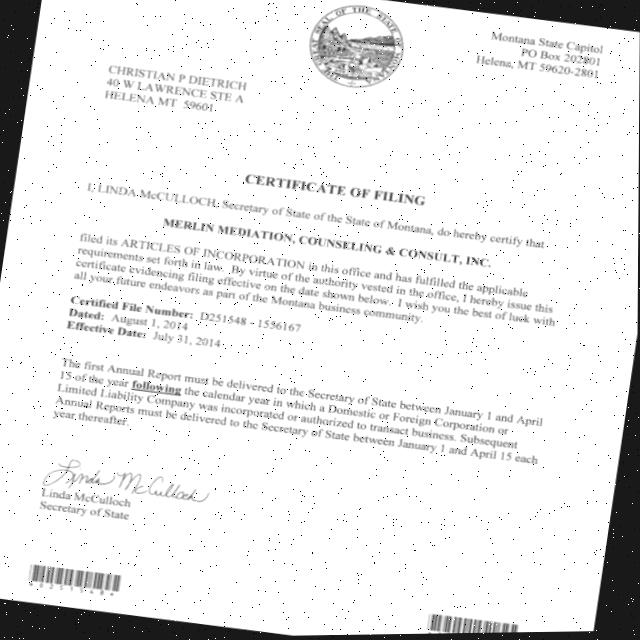 Montana State Capitol
PO Box 202801
Helena, MT 59620-2801
CHRISTIAN P DIETRICH
40 W LAWRENCE STE A
HELENA MT 59601
CERTIFICATE OF FILING
I, LINDA McCULLOCH, Secretary of State of the State of Montana, do hereby certify that
MERLIN MEDIATION, COUNSELING & CONSULT, INC.
filed its ARTICLES OF INCORPORATION in this office and has fulfilled the applicable
requirements set forth in law. By virtue of the authority vested in the office, I hereby issue this
certificate evidencing filing effective on the date shown below. I wish you the best of luck with
all your future endeavors as part of the Montana business community.
Certified File Number: D251548 - 1536167
Dated: August 1, 2014
Effective Date: July 31, 2014
The first Annual Report must be delivered to the Secretary of State between January 1 and April
15 of the year following the calendar year in which a Domestic or Foreign Corporation or
Limited Liability Company was incorporated or authorized to transact business. Subsequent
Annual Reports must be delivered to the Secretary of State between January 1 and April 15 each
year thereafter.
Linda McCulloch
Linda McCulloch
Secretary of State